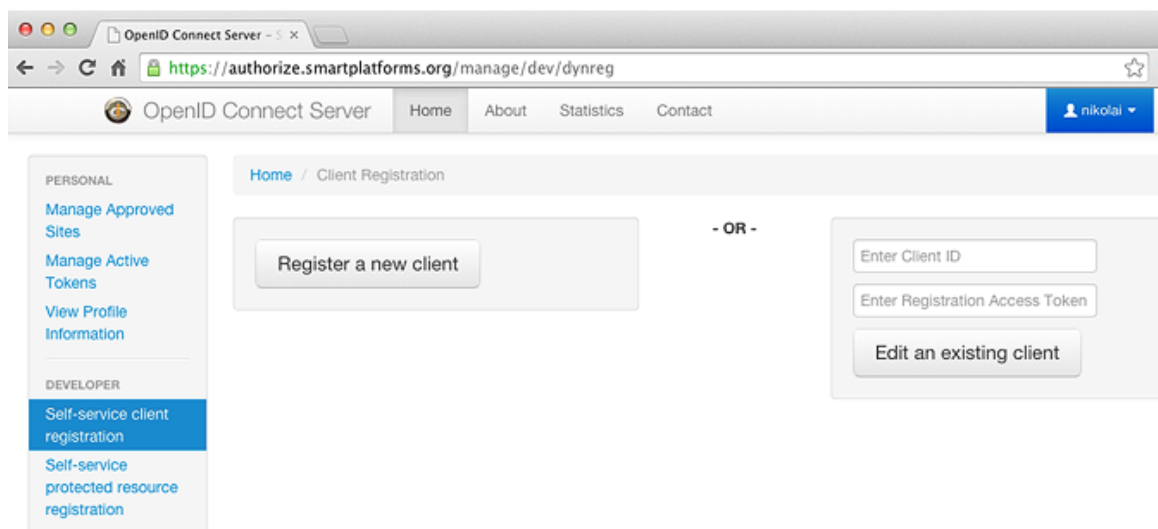 OpenID Connect Server – S
https://authorize.smartplatforms.org/manage/dev/dynreg
OpenID Connect Server Home About Statistics Contact nikolai
PERSONAL
Manage Approved
Sites
Manage Active
Tokens
View Profile
Information
DEVELOPER
Self-service client
registration
Self-service
protected resource
registration
Home / Client Registration
Register a new client
- OR -
Enter Client ID
Enter Registration Access Token
Edit an existing client